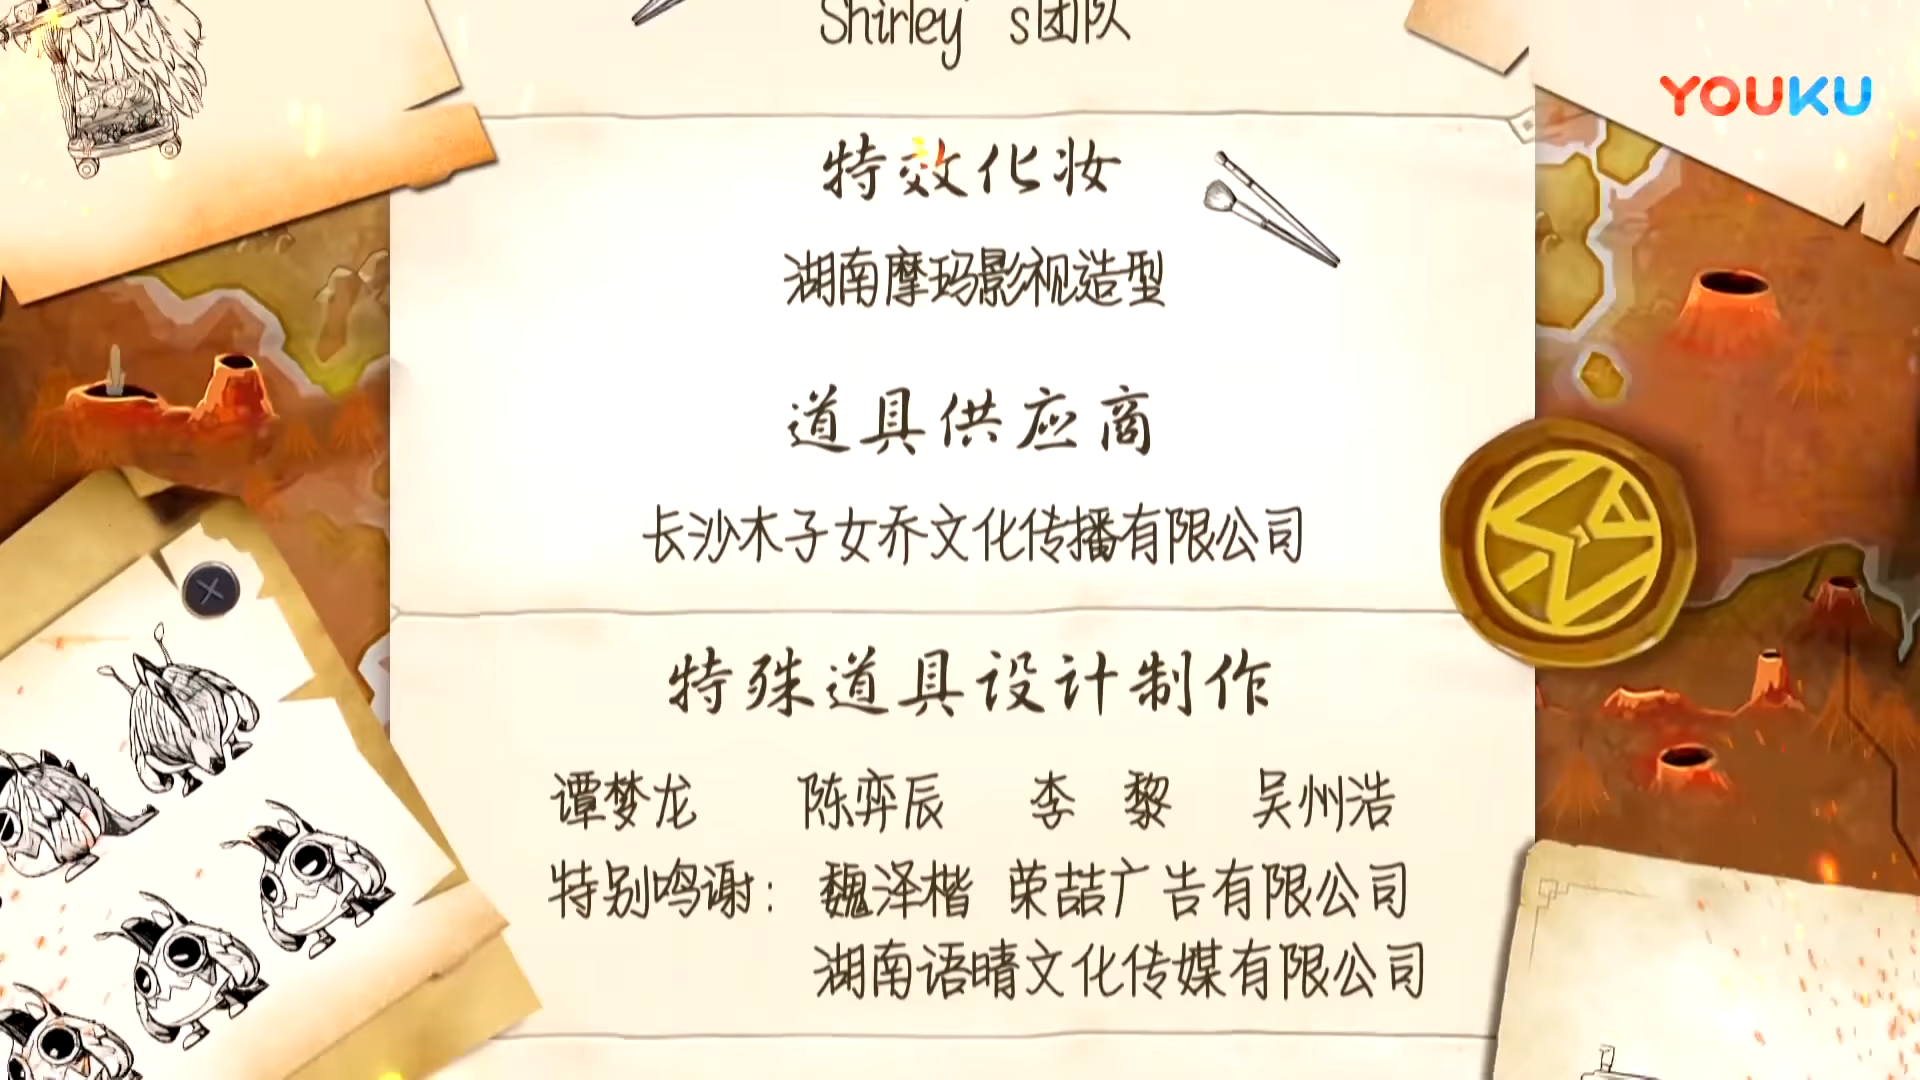 Shirley's团队
YOUKU
特效化妆
湖南摩玛影视造型
道具供应商
长沙木子女乔文化传播有限公司
特殊道具设计制作
谭梦龙 陈弈辰 李 黎 吴州浩
特别鸣谢：魏泽楷 荣喆广告有限公司
湖南语晴文化传媒有限公司